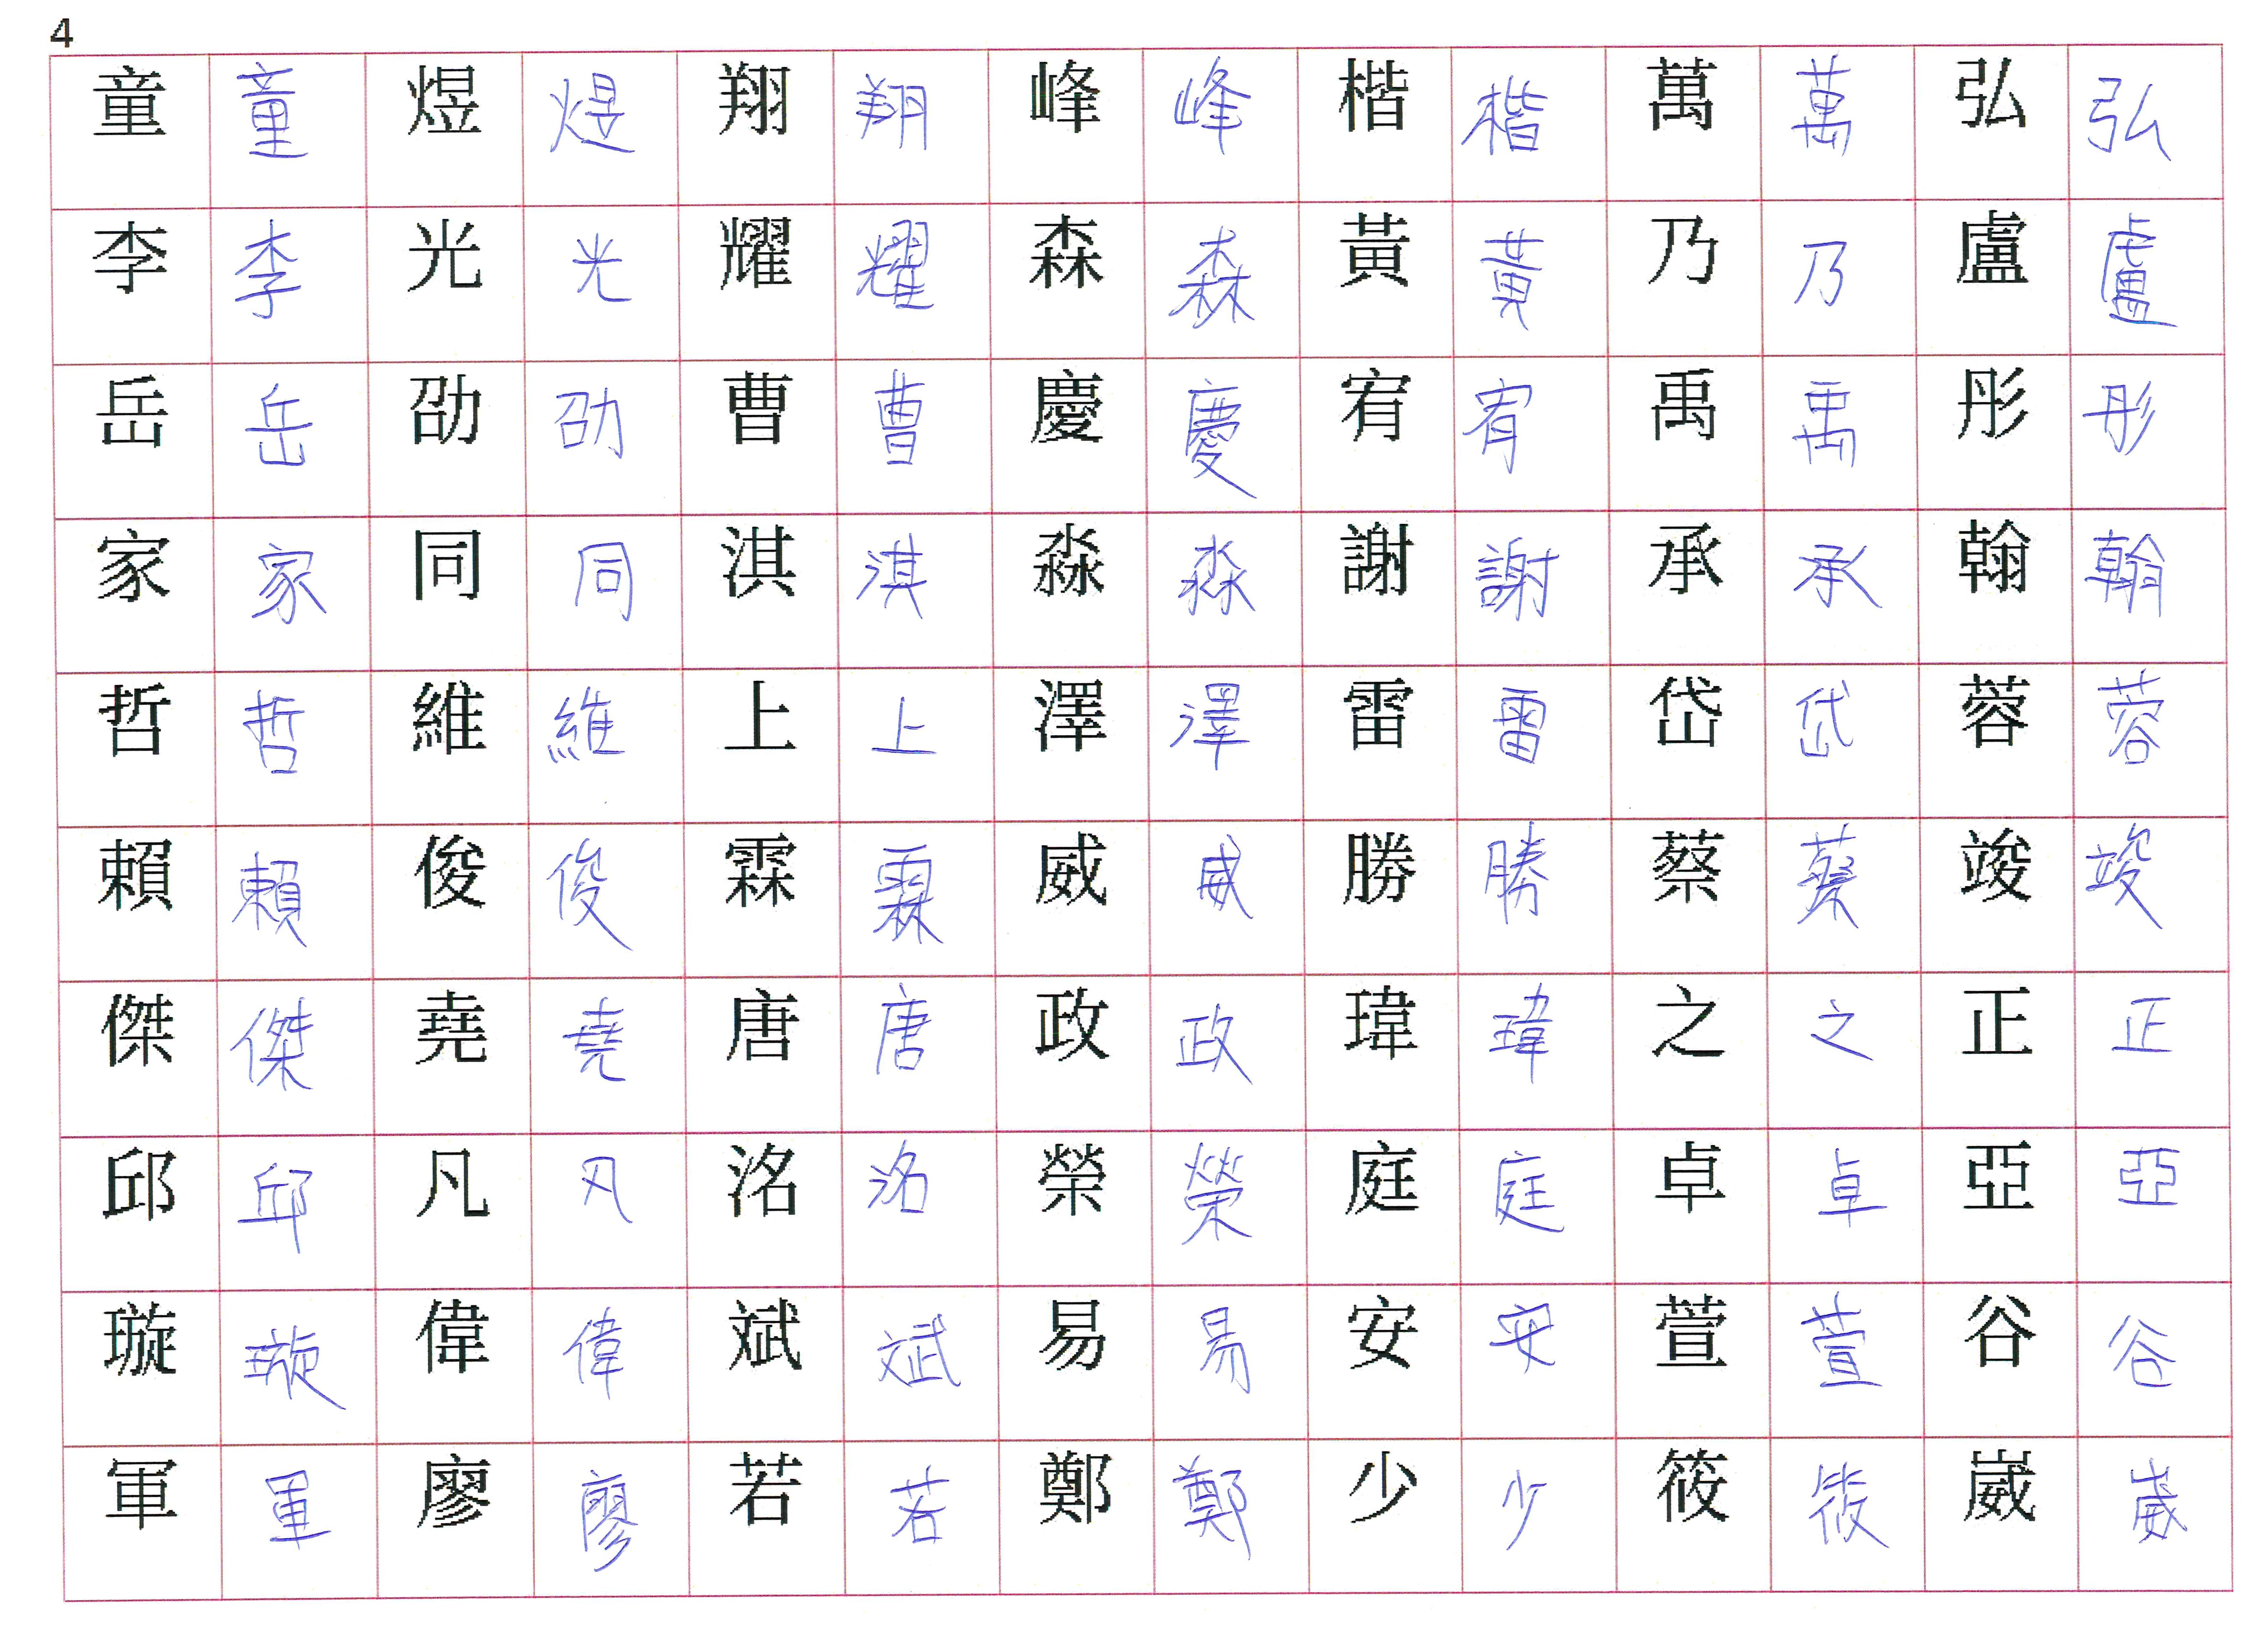 4
童 童 煜 煜 翔 翔 峰 峰 楷 楷 萬 萬 弘 弘
李 李 光 光 耀 耀 森 森 黃 黃 乃 乃 盧 盧
岳 岳 劭 劭 曹 曹 慶 慶 宥 宥 禹 禹 彤 彤
家 家 同 同 淇 淇 淼 淼 謝 謝 承 承 翰 翰
哲 哲 維 維 上 上 澤 澤 雷 雷 岱 岱 蓉 蓉
賴 賴 俊 俊 霖 霖 威 威 勝 勝 蔡 蔡 竣 竣
傑 傑 堯 堯 唐 唐 政 政 瑋 瑋 之 之 正 正
邱 邱 凡 凡 洺 洺 榮 榮 庭 庭 卓 卓 亞 亞
璇 璇 偉 偉 斌 斌 易 易 安 安 萱 萱 谷 谷
軍 軍 廖 廖 若 若 鄭 鄭 少 少 筱 筱 崴 崴